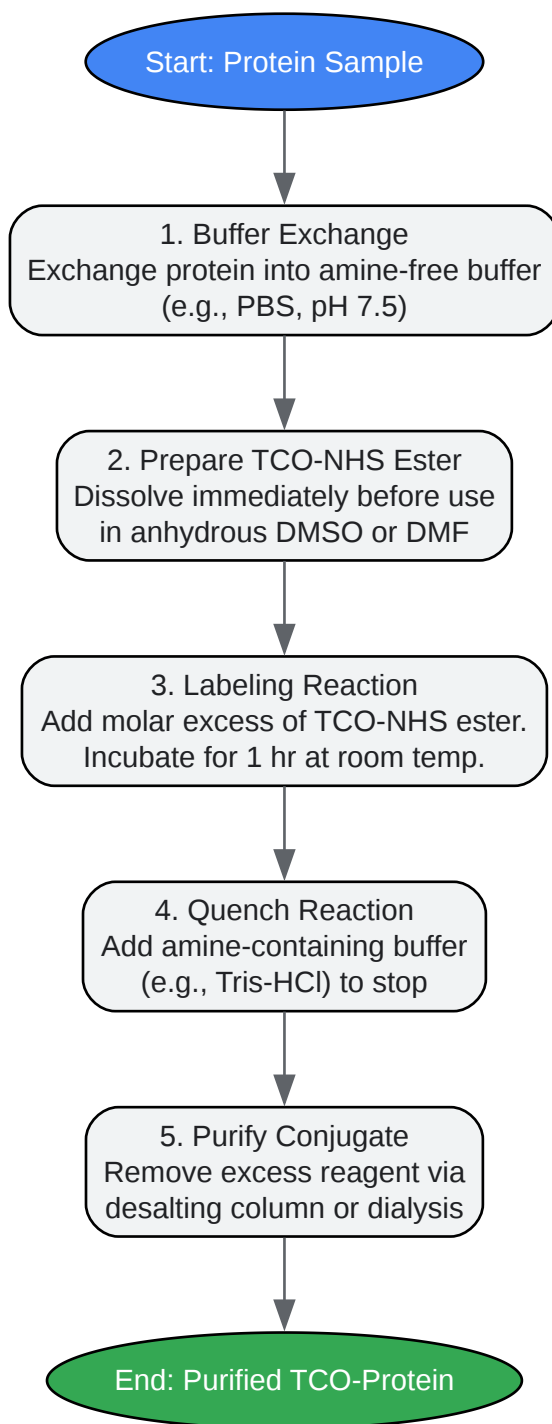 Start: Protein Sample
1. Buffer Exchange
Exchange protein into amine-free buffer
(e.g., PBS, pH 7.5)
2. Prepare TCO-NHS Ester
Dissolve immediately before use
in anhydrous DMSO or DMF
3. Labeling Reaction
Add molar excess of TCO-NHS ester.
Incubate for 1 hr at room temp.
4. Quench Reaction
Add amine-containing buffer
(e.g., Tris-HCl) to stop
5. Purify Conjugate
Remove excess reagent via
desalting column or dialysis
End: Purified TCO-Protein